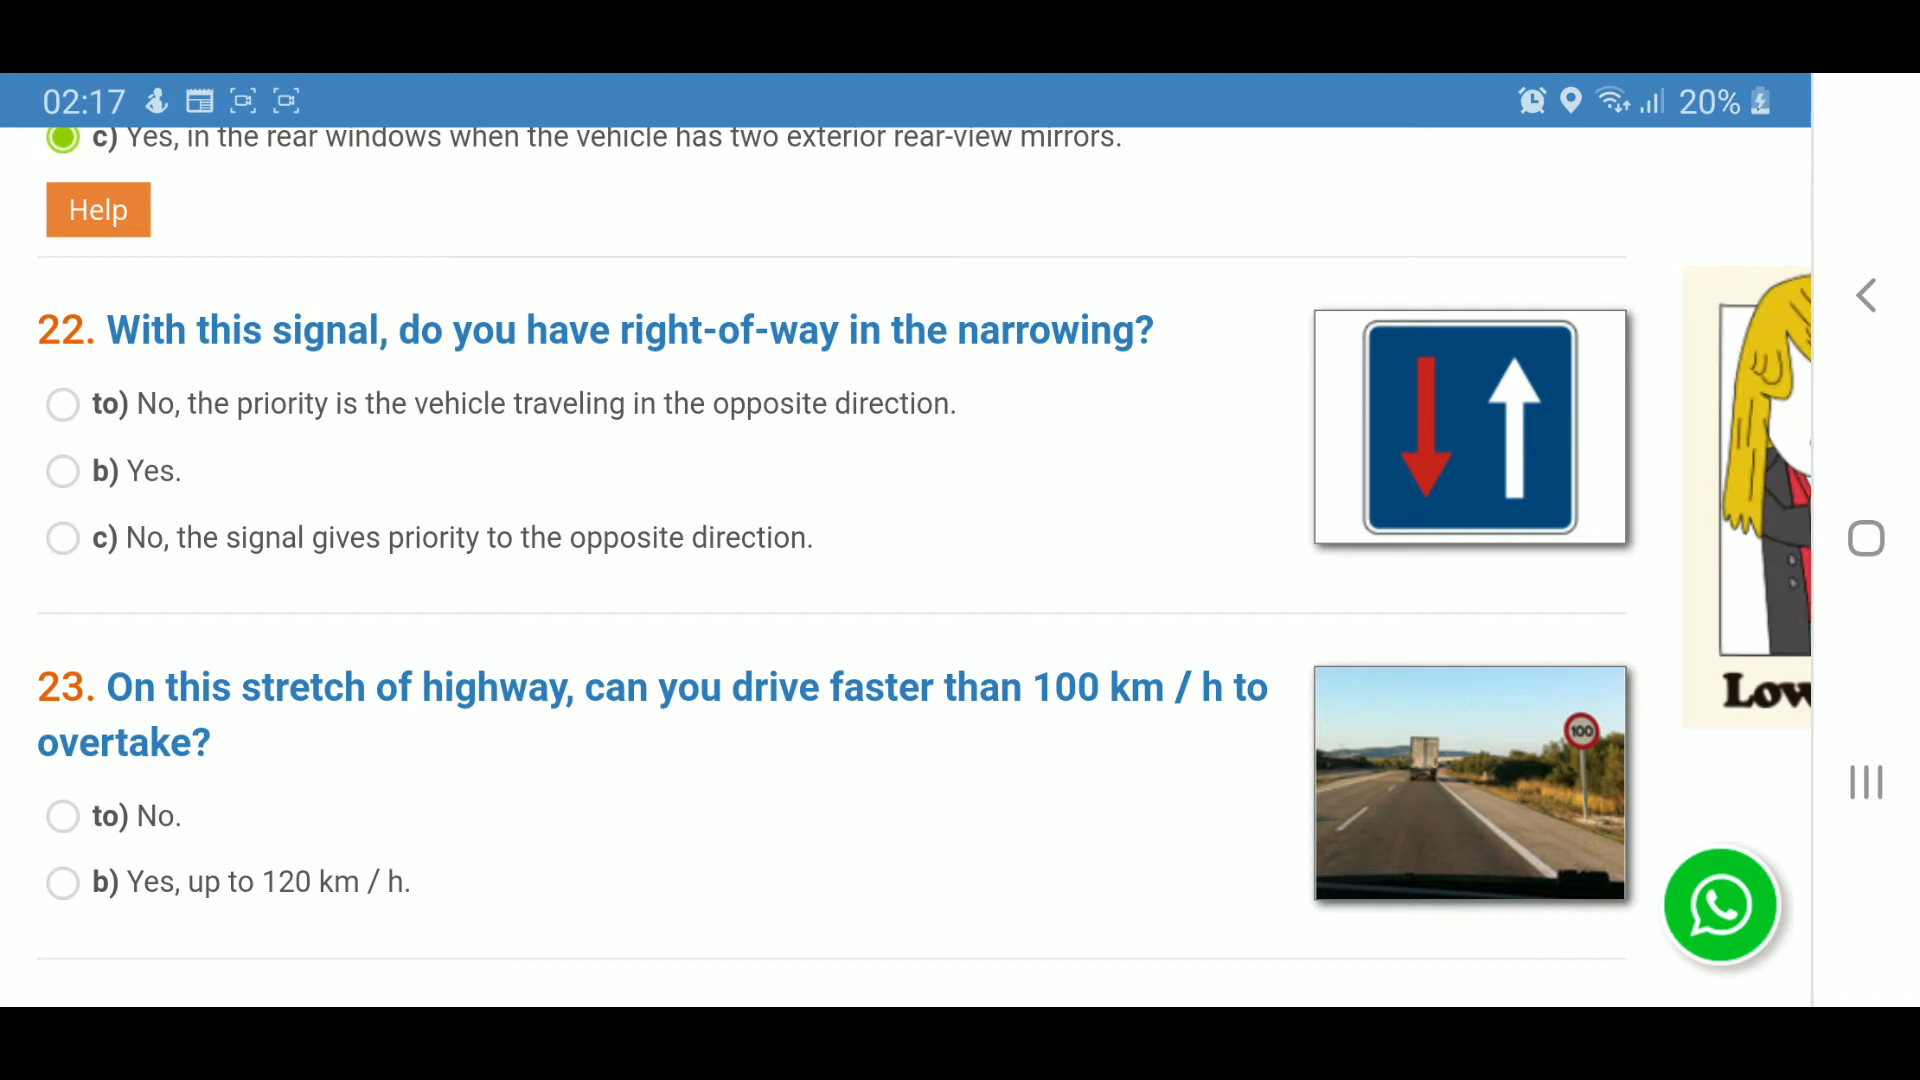 02:17
20%
c) Yes, in the rear windows when the vehicle has two exterior rear-view mirrors.
Help
22. With this signal, do you have right-of-way in the narrowing?
to) No, the priority is the vehicle traveling in the opposite direction.
b) Yes.
c) No, the signal gives priority to the opposite direction.
23. On this stretch of highway, can you drive faster than 100 km / h to
overtake?
100
to) No.
b) Yes, up to 120 km / h.